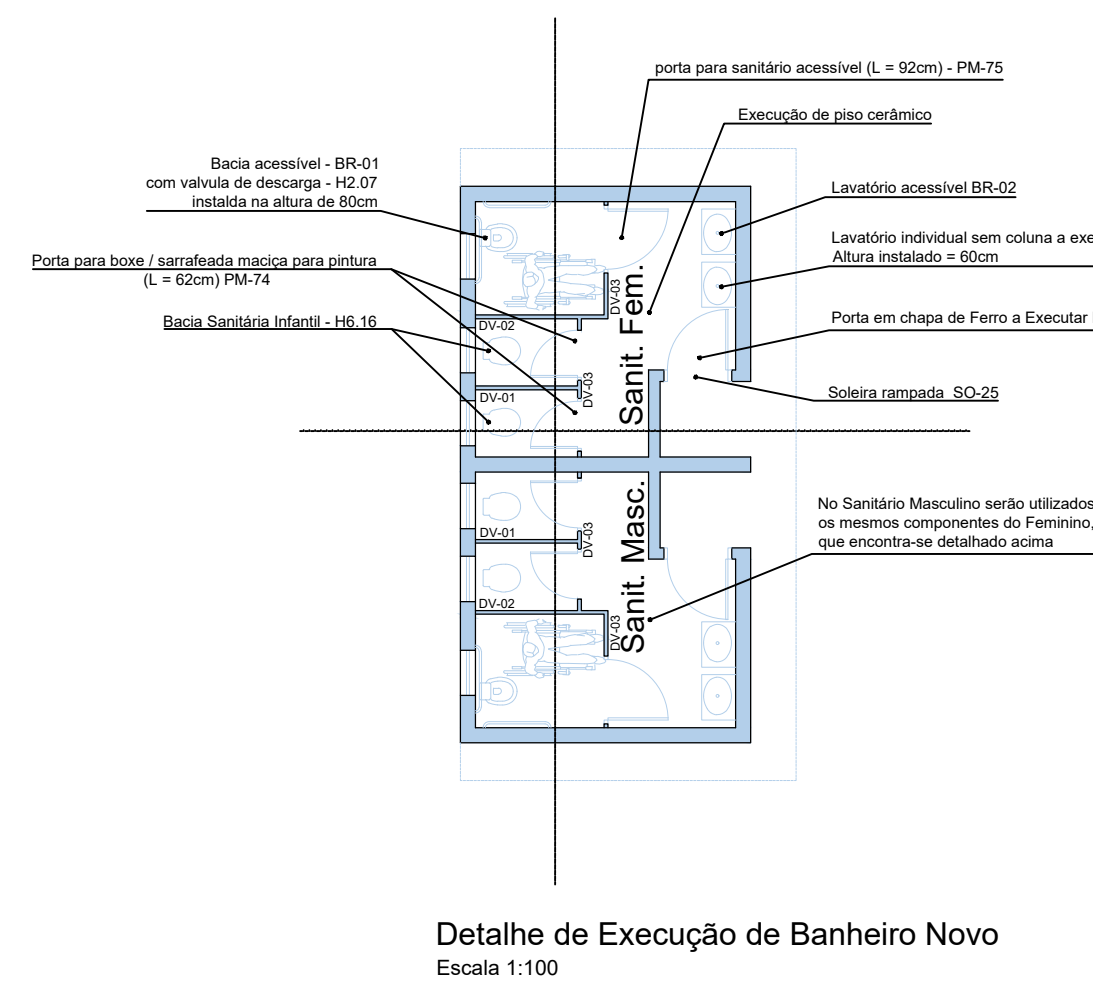 porta para sanitário acessível (L = 92cm) - PM-75
Execução de piso cerâmico
Bacia acessível - BR-01
com valvula de descarga - H2.07
instalda na altura de 80cm
Lavatório acessível BR-02
Lavatório individual sem coluna a exe
Altura instalado = 60cm
Porta para boxe / sarrafeada maciça para pintura
(L = 62cm) PM-74
Bacia Sanitária Infantil - H6.16
Porta em chapa de Ferro a Executar
Soleira rampada SO-25
DV-02
DV-03
Sanit. Fem.
DV-01
DV-03
No Sanitário Masculino serão utilizados
os mesmos componentes do Feminino,
que encontra-se detalhado acima
DV-01
DV-03
Sanit. Masc.
DV-02
DV-03
Detalhe de Execução de Banheiro Novo
Escala 1:100